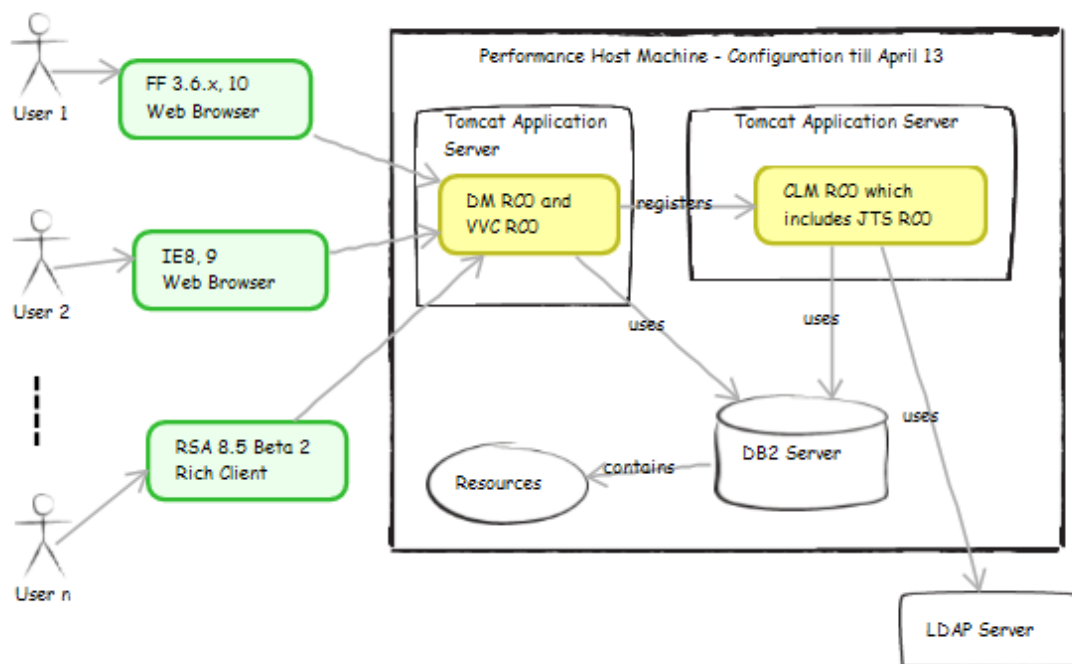 Performance Host Machine - Configuration till April 13
User 1
FF 3.6.x, 10
Web Browser
Tomcat Application
Server
DM RC0 and
VVC RC0
registers
Tomcat Application Server
CLM RC0 which
includes JTS RC0
User 2
IE8, 9
Web Browser
uses
uses
uses
User n
RSA 8.5 Beta 2
Rich Client
Resources
contains
DB2 Server
LDAP Server